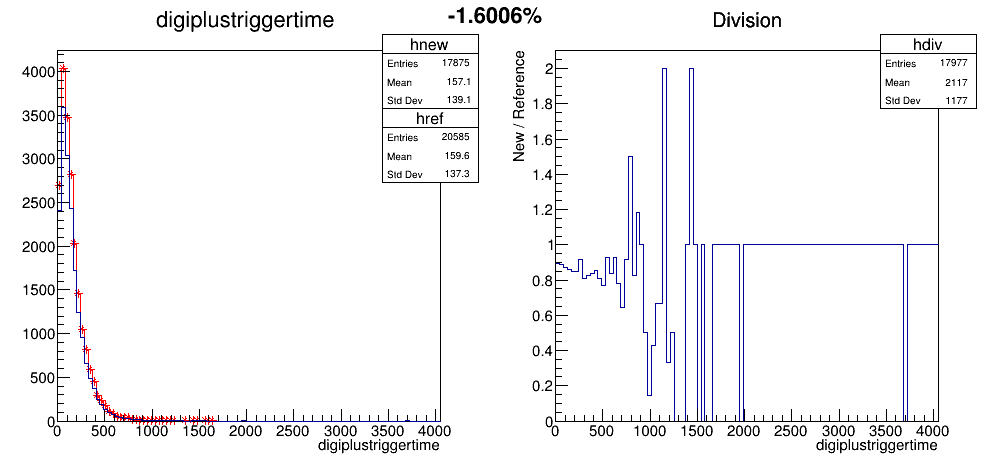 digiplustriggertime
-1.6006%
Division
hnew
Entries 17875
Mean 157.1
Std Dev 139.1
href
Entries 20585
Mean 159.6
Std Dev 137.3
4000
3500
3000
2500
2000
1500
1000
500
0
0 500 1000 1500 2000 2500 3000 3500 4000
digiplustriggertime
hdiv
Entries 17977
Mean 2117
Std Dev 1177
New / Reference
2
1.8
1.6
1.4
1.2
1
0.8
0.6
0.4
0.2
0
0 500 1000 1500 2000 2500 3000 3500 4000
digiplustriggertime